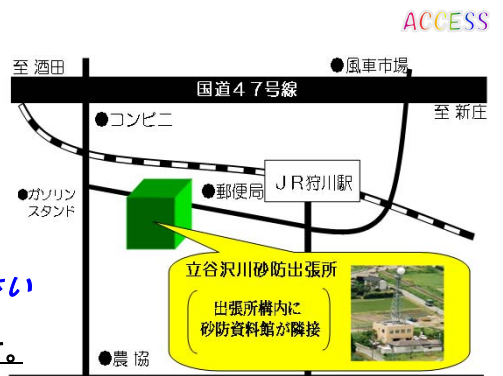 ACCESS
至 酒田
●風車市場
国道47号線
至 新庄
●コンビニ
●ガソリン
スタンド
●郵便局
JR狩川駅
立谷沢川砂防出張所
出張所構内に
砂防資料館が隣接
さい
。
●農 協